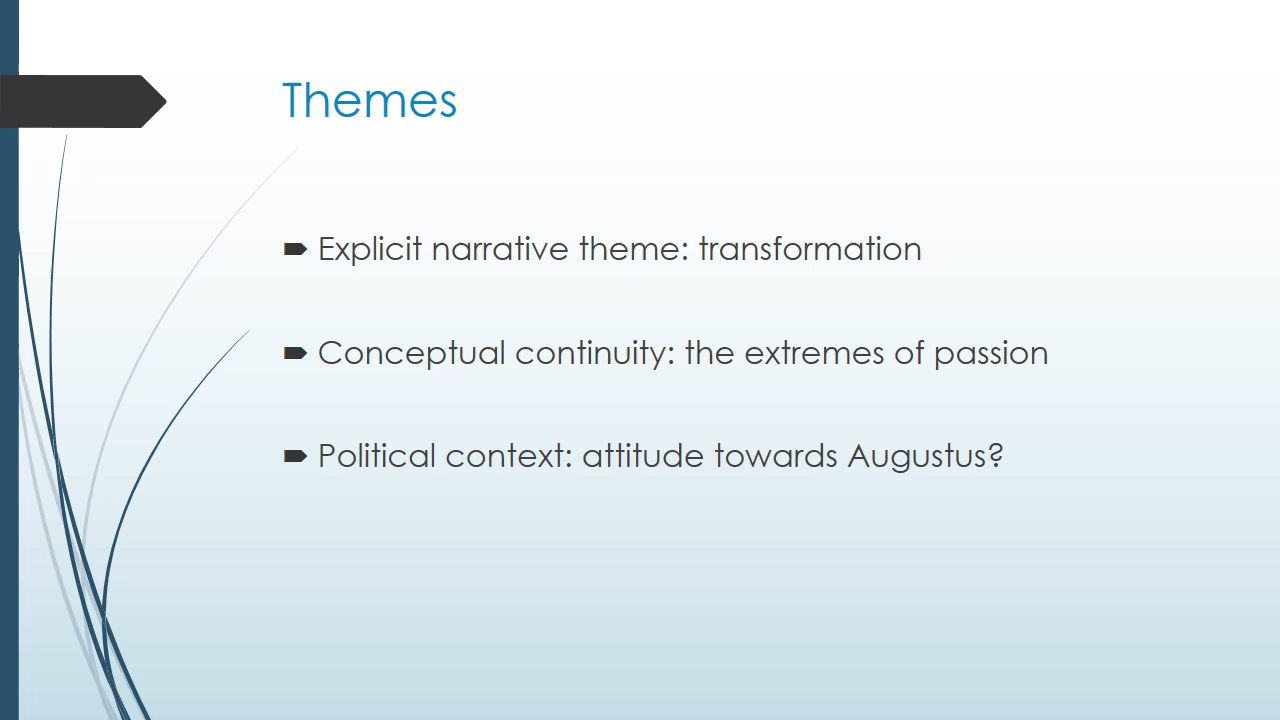 Themes
Explicit narrative theme: transformation
Conceptual continuity: the extremes of passion
Political context: attitude towards Augustus?